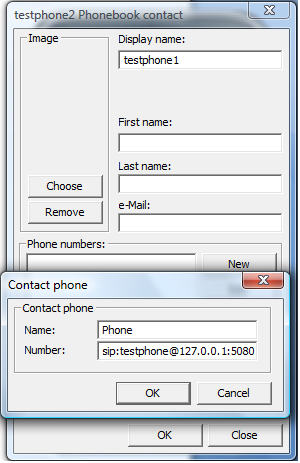 testphone2 Phonebook contact
Image
Display name:
testphone1
First name:
Last name:
Choose
Remove
e-Mail:
Phone numbers:
New
Contact phone
Contact phone
Name:
Phone
Number:
sip:testphone@127.0.0.1:5080
OK
Cancel
OK
Close